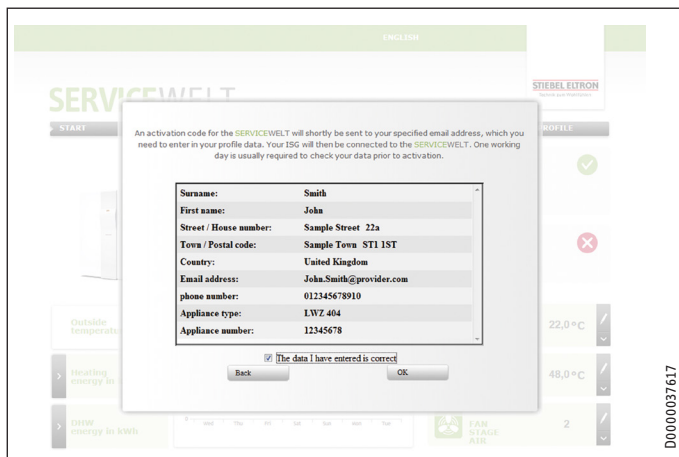 ENGLISH
SERVICEWELT
STIEBEL ELTRON
START
PROFILE
An activation code for the SERVICEWELT will shortly be sent to your specified email address, which you
need to enter in your profile data. Your ISG will then be connected to the SERVICEWELT. One working
day is usually required to check your data prior to activation.
Surname: Smith
First name: John
Street / House number: Sample Street 22a
Town / Postal code: Sample Town ST1 1ST
Country: United Kingdom
Email address: John.Smith@provider.com
phone number: 012345678910
Appliance type: LWZ 404
Appliance number: 12345678
The data I have entered is correct
Back OK
Outside
22,0°C
Heating
energy in
48,0°C
DHW
energy in kWh
Wed Thu Fri Sat Sun Mon Tue
FAN
STAGE
AIR
2
D0000037617